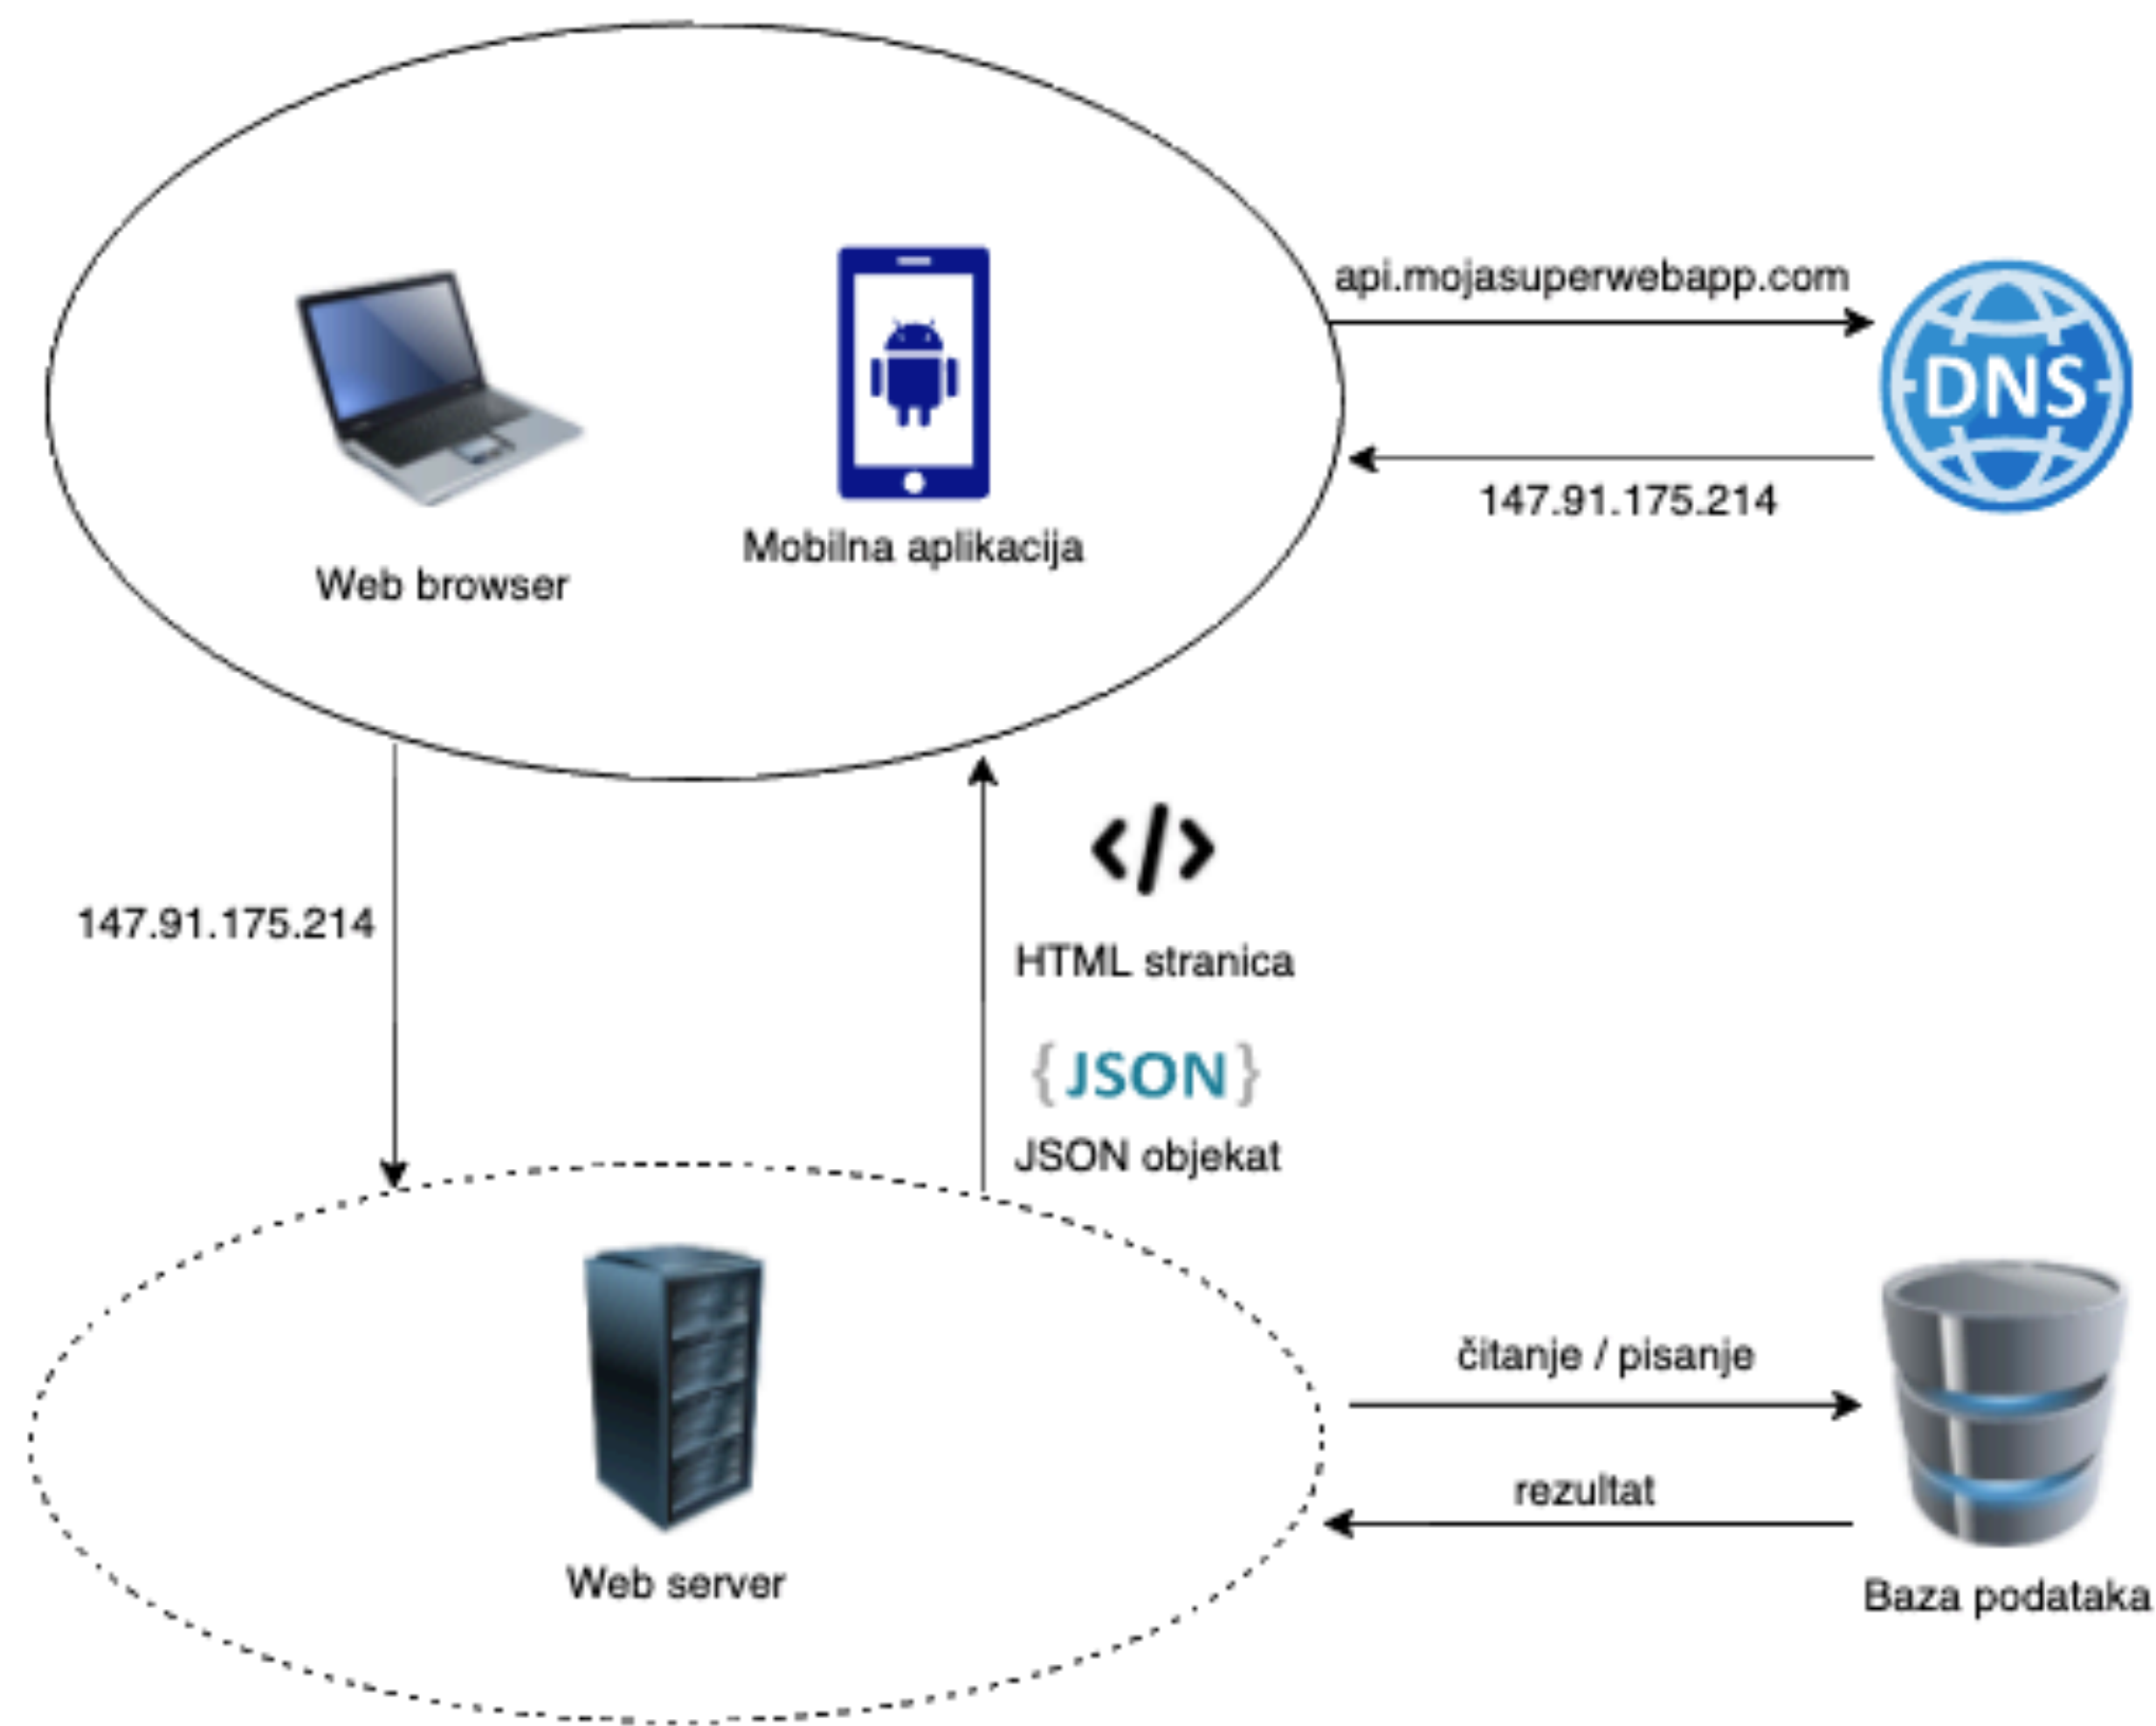 api.mojasuperwebapp.com
DNS
147.91.175.214
Mobilna aplikacija
Web browser
</>
147.91.175.214
HTML stranica
{JSON}
JSON objekat
čitanje / pisanje
rezultat
Web server
Baza podataka